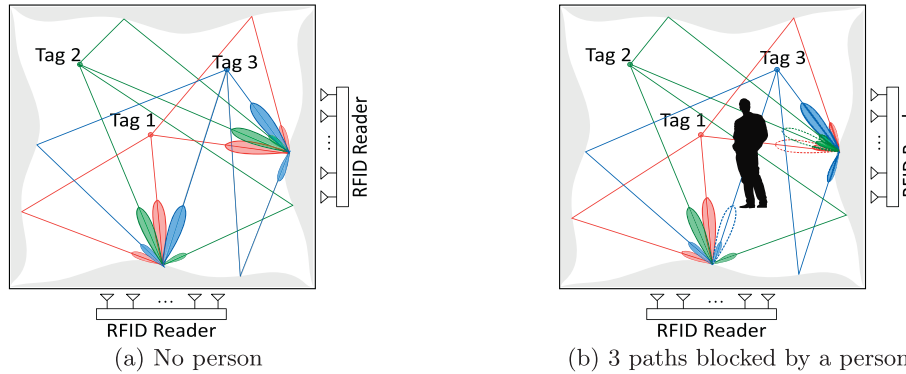 Tag 2
Tag 3
Tag 1
...
RFID Reader
...
RFID Reader
(a) No person
Tag 2
Tag 3
Tag 1
...
RFID
...
RFID Reader
(b) 3 paths blocked by a person